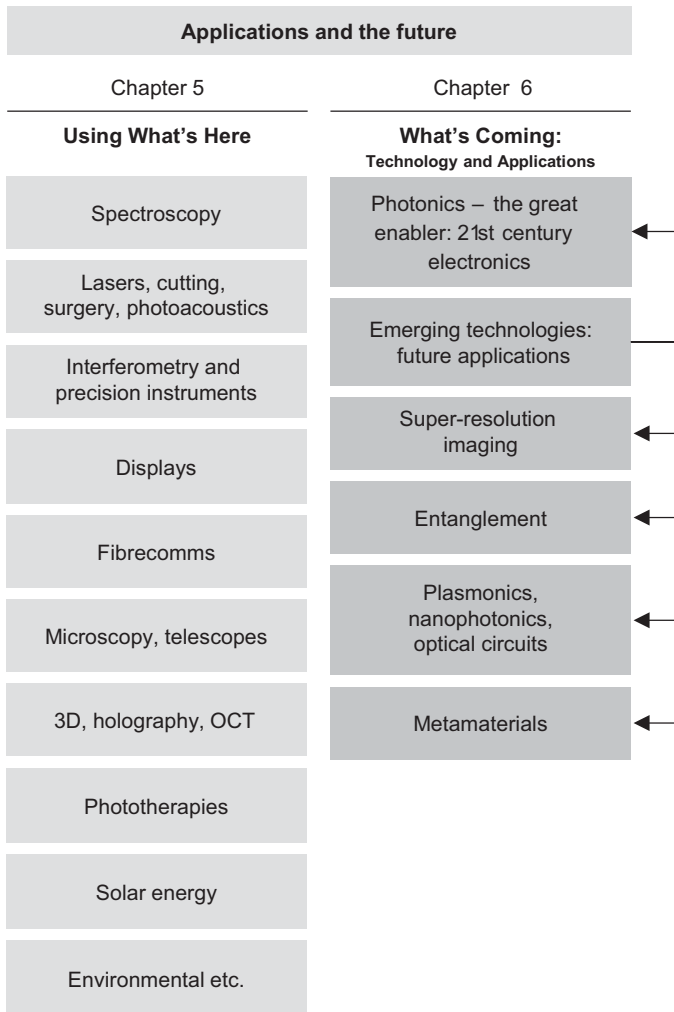 Applications and the future
Chapter 5
Using What's Here
Spectroscopy
Lasers, cutting,
surgery, photoacoustics
Interferometry and
precision instruments
Displays
Fibrecomms
Microscopy, telescopes
3D, holography, OCT
Phototherapies
Solar energy
Environmental etc.
Chapter 6
What's Coming:
Technology and Applications
Photonics – the great
enabler: 21st century
electronics
Emerging technologies:
future applications
Super-resolution
imaging
Entanglement
Plasmonics,
nanophotonics,
optical circuits
Metamaterials